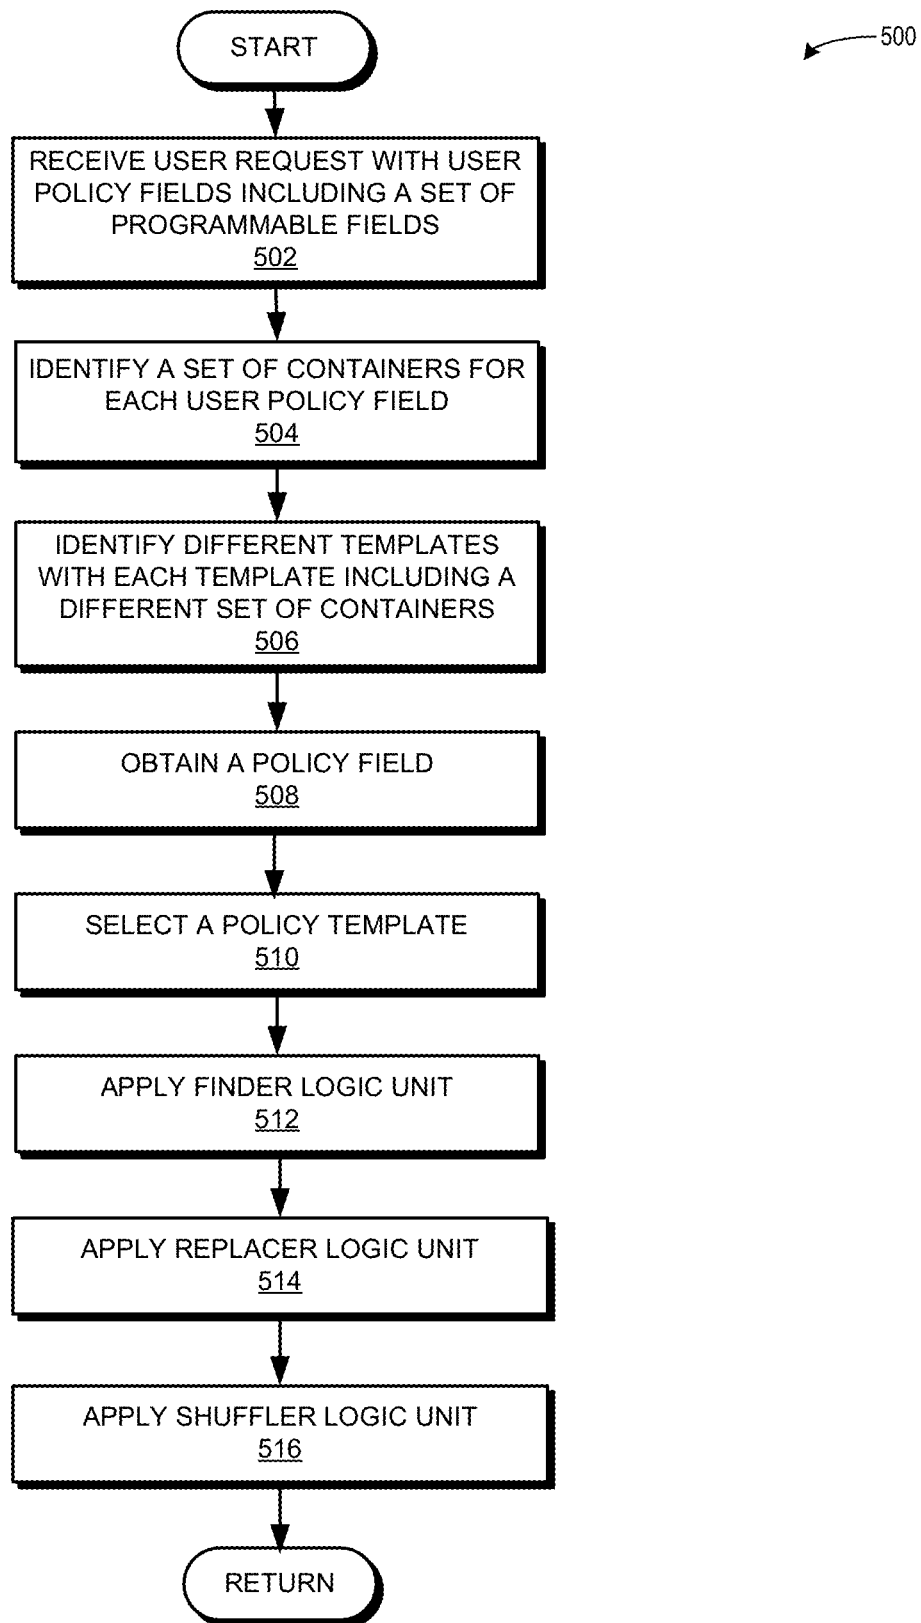 START
500
RECEIVE USER REQUEST WITH USER
POLICY FIELDS INCLUDING A SET OF
PROGRAMMABLE FIELDS
502
IDENTIFY A SET OF CONTAINERS FOR
EACH USER POLICY FIELD
504
IDENTIFY DIFFERENT TEMPLATES
WITH EACH TEMPLATE INCLUDING A
DIFFERENT SET OF CONTAINERS
506
OBTAIN A POLICY FIELD
508
SELECT A POLICY TEMPLATE
510
APPLY FINDER LOGIC UNIT
512
APPLY REPLACER LOGIC UNIT
514
APPLY SHUFFLER LOGIC UNIT
516
RETURN